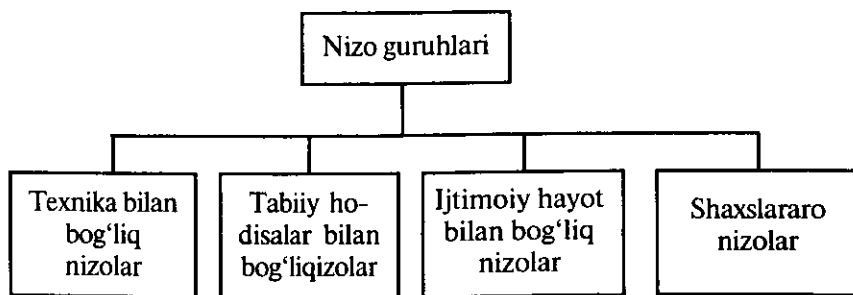 Nizo guruhlari
Texnika bilan
bog‘liq
nizolar
Tabiiy ho-
disalar bilan
bog‘liqizolar
Ijtimoiy hayot
bilan bog‘liq
nizolar
Shaxslararo
nizolar